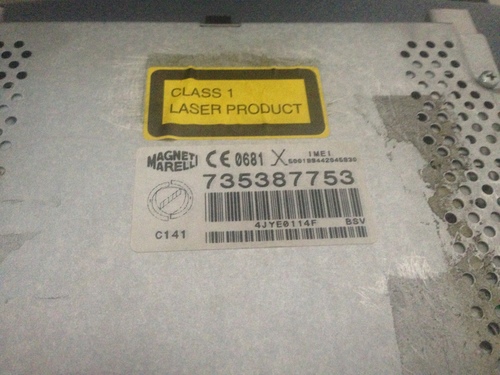 CLASS 1
LASER PRODUCT
MAGNETI
MARELLI
CE 0681
IMEI
735387753
4JYE0114F BSV
C141